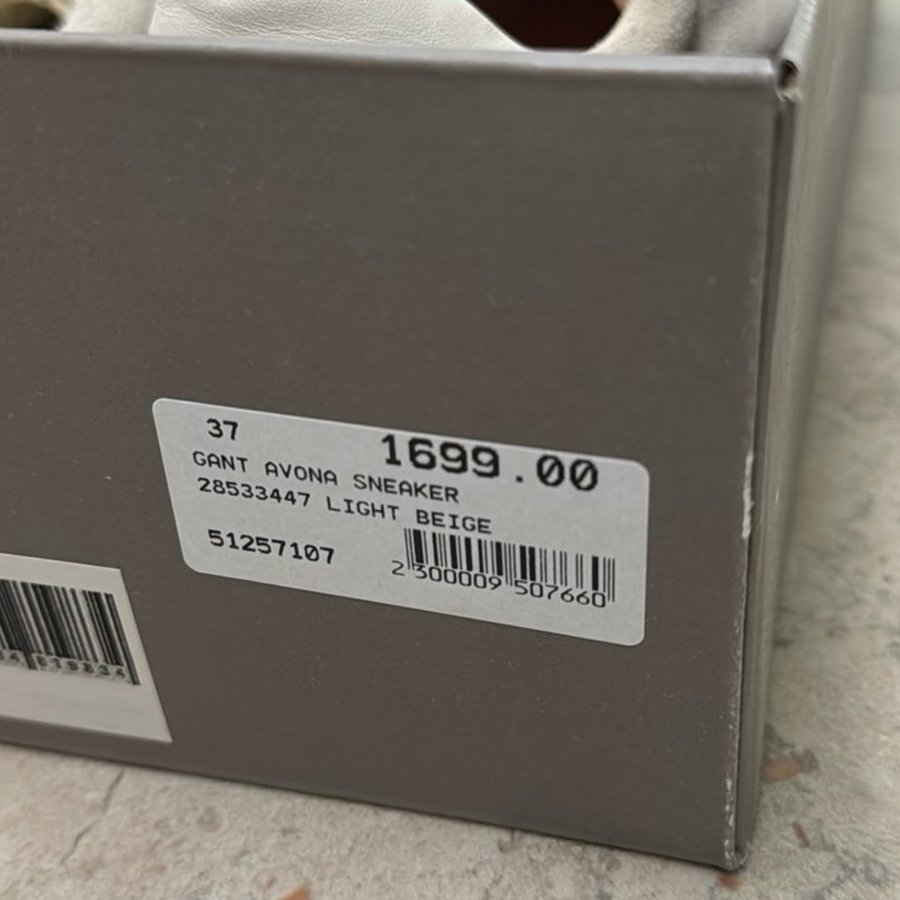 37
1699.00
GANT AVONA SNEAKER
28533447 LIGHT BEIGE
51257107
2 300009 507660